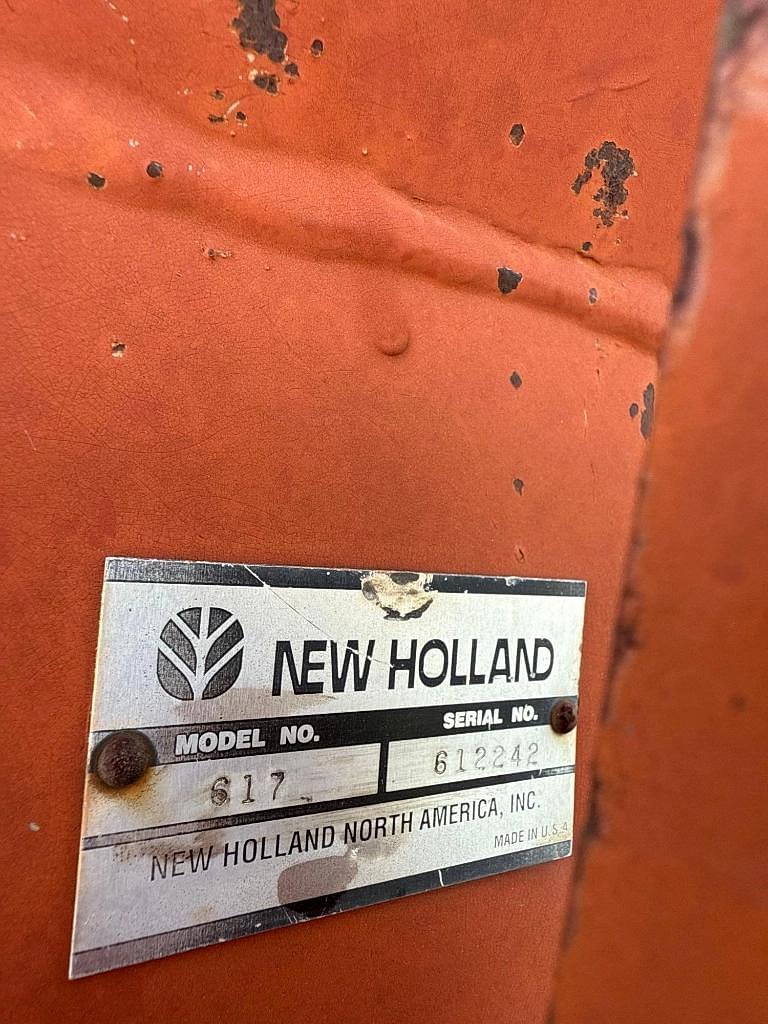 NEW HOLLAND
MODEL NO. SERIAL NO.
617 612242
NEW HOLLAND NORTH AMERICA, INC.
MADE IN U.S.A